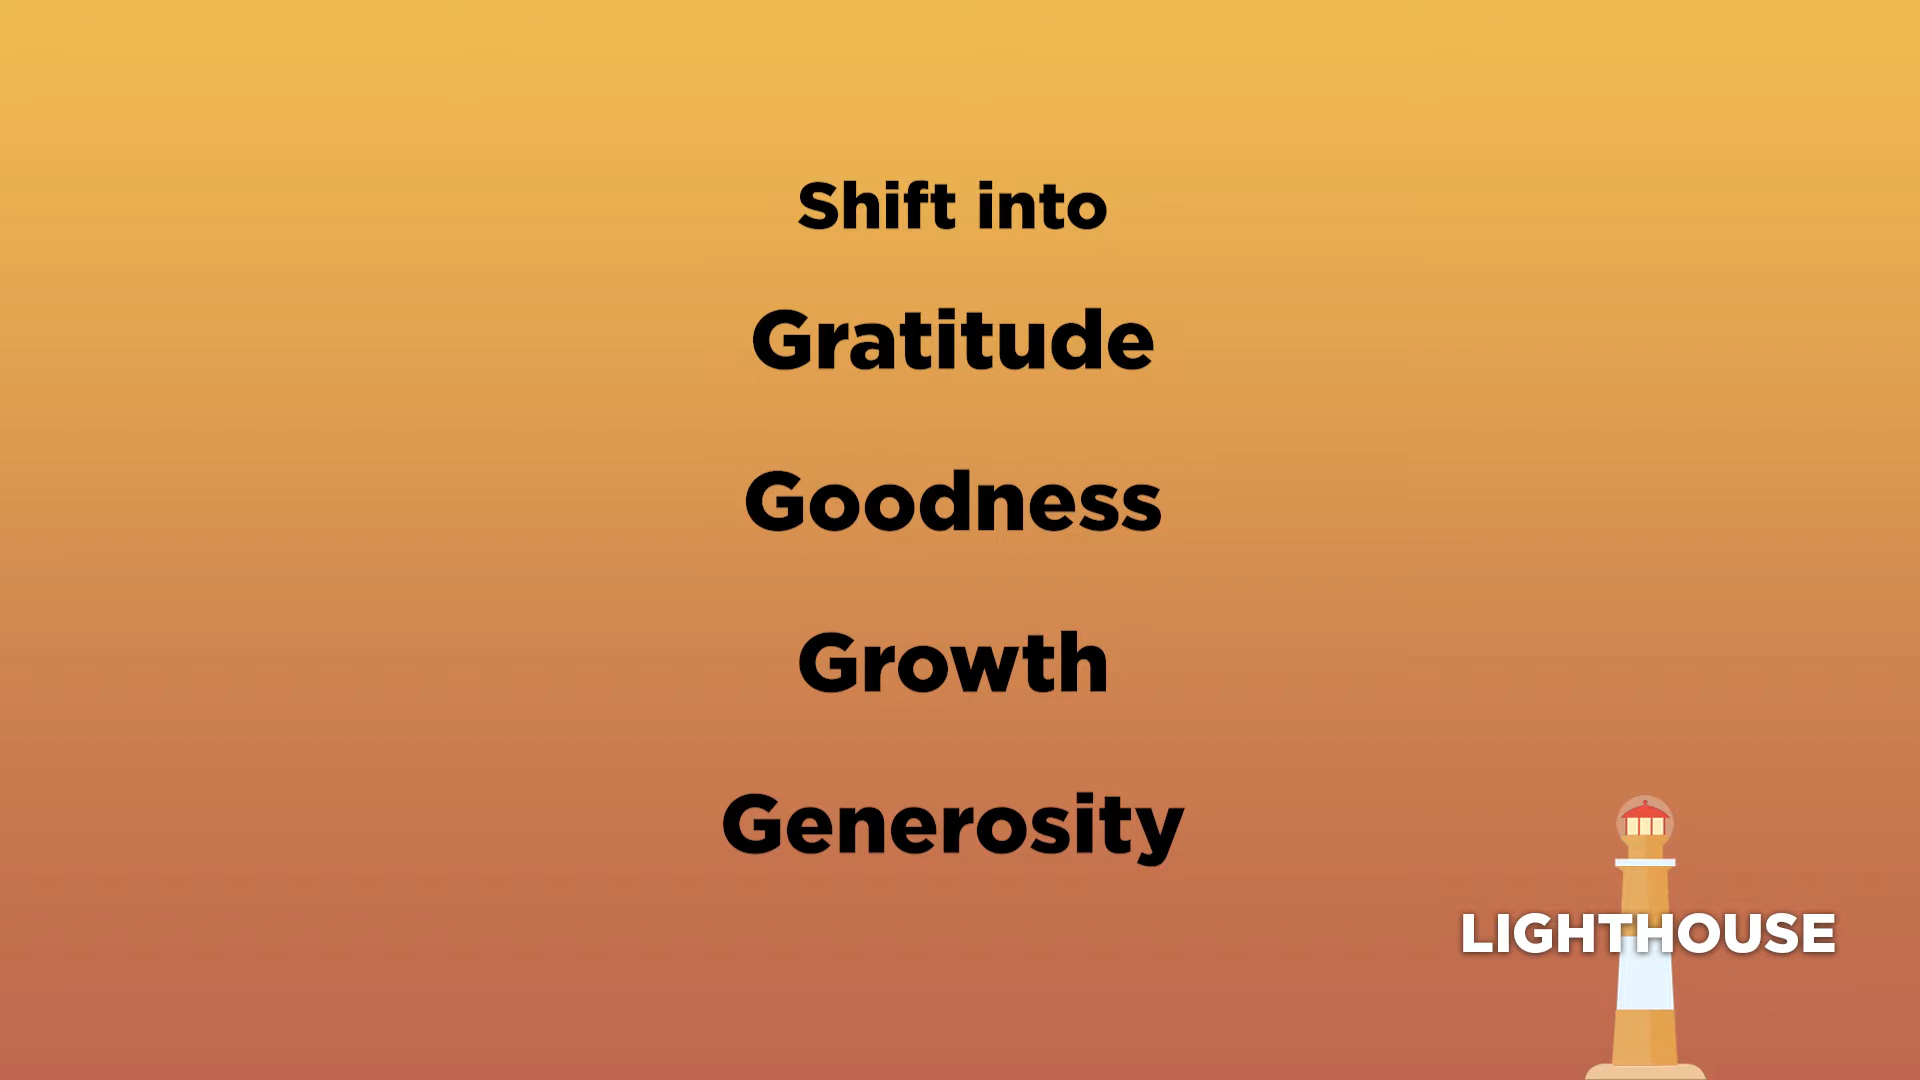 Shift into
Gratitude
Goodness
Growth
Generosity
LIGHTHOUSE